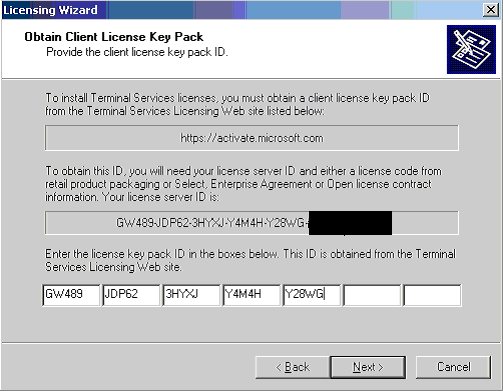 Licensing Wizard
Obtain Client License Key Pack
Provide the client license key pack ID.
To install Terminal Services licenses, you must obtain a client license key pack ID
from the Terminal Services Licensing Web site listed below:
https://activate.microsoft.com
To obtain this ID, you will need your license server ID and either a license code from
retail product packaging or Select, Enterprise Agreement or Open license contract
information. Your license server ID is:
GW489-JDP62-3HYXJ-Y4M4H-Y28WG-
Enter the license key pack ID in the boxes below. This ID is obtained from the Terminal
Services Licensing Web site.
GW489 JDP62 3HYXJ Y4M4H Y28WG
< Back Next > Cancel